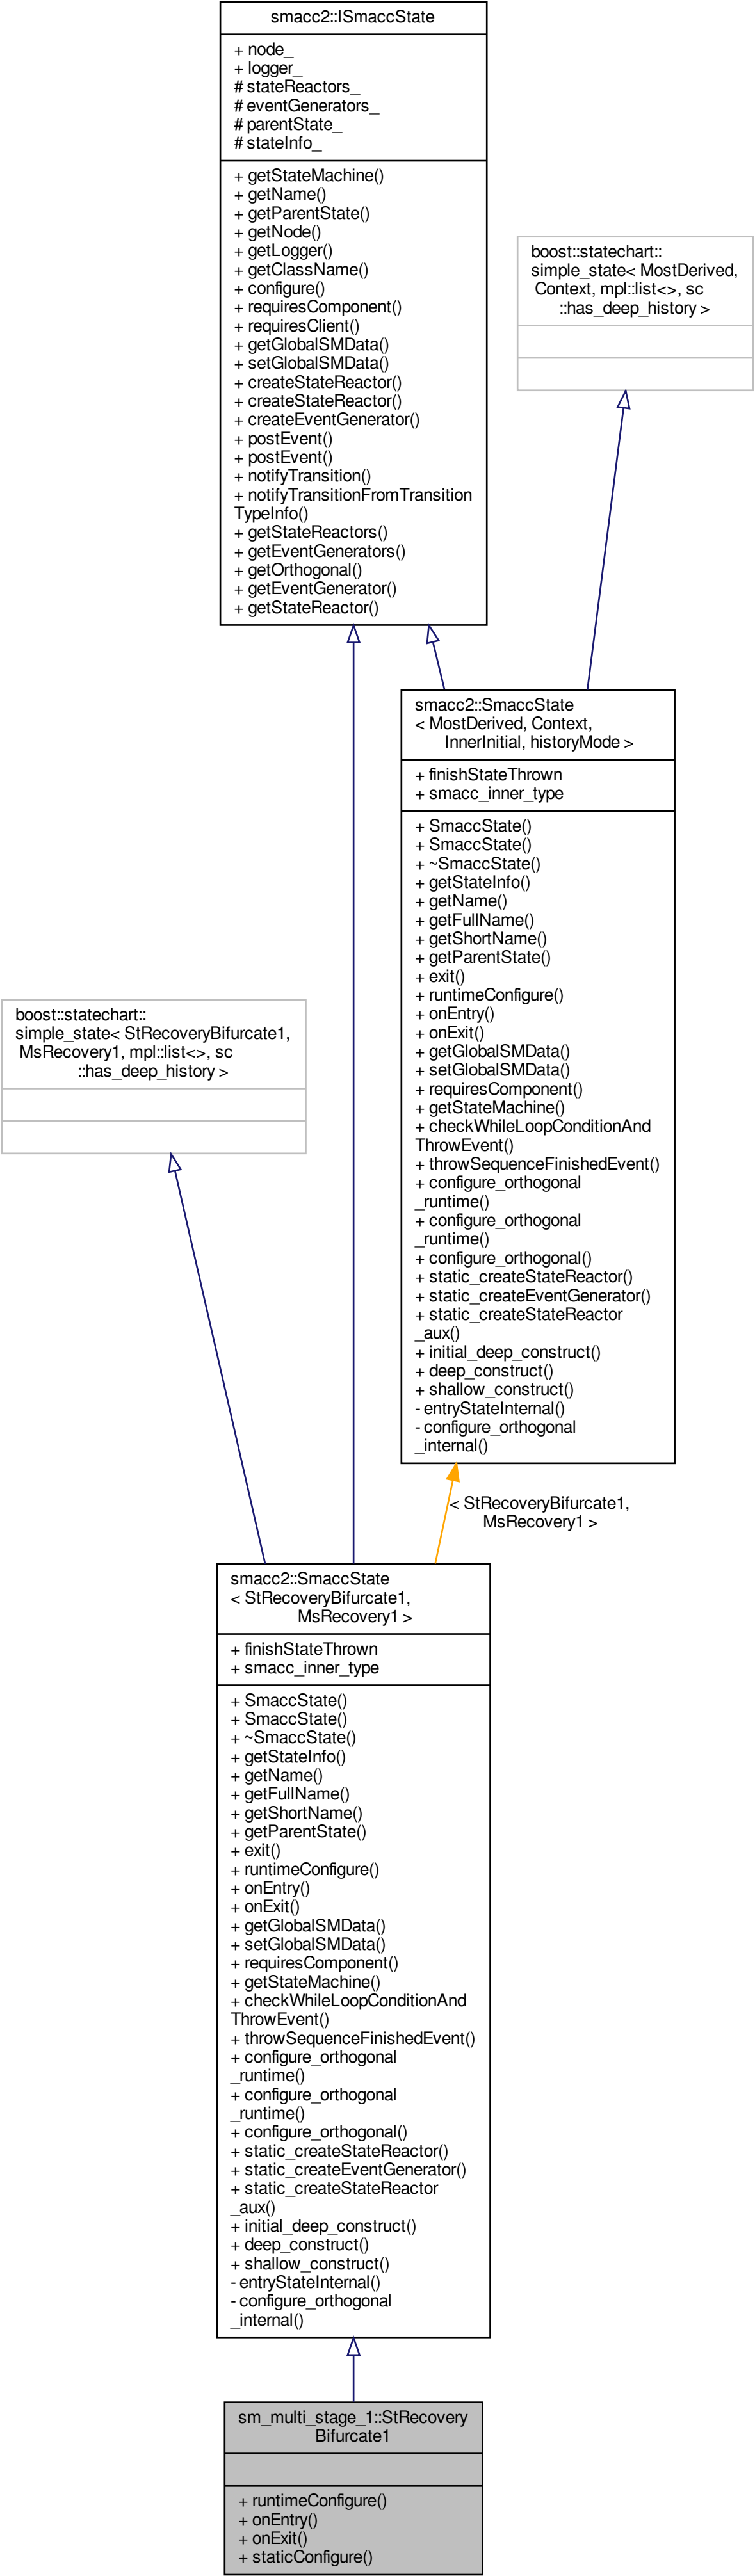 smacc2::ISmaccState
+ node_
+ logger_
# stateReactors_
# eventGenerators_
# parentState_
# stateInfo_
+ getStateMachine()
+ getName()
+ getParentState()
+ getNode()
+ getLogger()
+ getClassName()
+ configure()
+ requiresComponent()
+ requiresClient()
+ getGlobalSMData()
+ setGlobalSMData()
+ createStateReactor()
+ createStateReactor()
+ createEventGenerator()
+ postEvent()
+ postEvent()
+ notifyTransition()
+ notifyTransitionFromTransition
TypeInfo()
+ getStateReactors()
+ getEventGenerators()
+ getOrthogonal()
+ getEventGenerator()
+ getStateReactor()
boost::statechart::
simple_state< MostDerived,
Context, mpl::list<>, sc
::has_deep_history >
smacc2::SmaccState
< MostDerived, Context,
InnerInitial, historyMode >
+ finishStateThrown
+ smacc_inner_type
+ SmaccState()
+ SmaccState()
+ ~SmaccState()
+ getStateInfo()
+ getName()
+ getFullName()
+ getShortName()
+ getParentState()
+ exit()
+ runtimeConfigure()
+ onEntry()
+ onExit()
+ getGlobalSMData()
+ setGlobalSMData()
+ requiresComponent()
+ getStateMachine()
+ checkWhileLoopConditionAnd
ThrowEvent()
+ throwSequenceFinishedEvent()
+ configure_orthogonal
_runtime()
+ configure_orthogonal
_runtime()
+ configure_orthogonal()
+ static_createStateReactor()
+ static_createEventGenerator()
+ static_createStateReactor
_aux()
+ initial_deep_construct()
+ deep_construct()
+ shallow_construct()
- entryStateInternal()
- configure_orthogonal
_internal()
boost::statechart::
simple_state< StRecoveryBifurcate1,
MsRecovery1, mpl::list<>, sc
::has_deep_history >
< StRecoveryBifurcate1,
MsRecovery1 >
smacc2::SmaccState
< StRecoveryBifurcate1,
MsRecovery1 >
+ finishStateThrown
+ smacc_inner_type
+ SmaccState()
+ SmaccState()
+ ~SmaccState()
+ getStateInfo()
+ getName()
+ getFullName()
+ getShortName()
+ getParentState()
+ exit()
+ runtimeConfigure()
+ onEntry()
+ onExit()
+ getGlobalSMData()
+ setGlobalSMData()
+ requiresComponent()
+ getStateMachine()
+ checkWhileLoopConditionAnd
ThrowEvent()
+ throwSequenceFinishedEvent()
+ configure_orthogonal
_runtime()
+ configure_orthogonal
_runtime()
+ configure_orthogonal()
+ static_createStateReactor()
+ static_createEventGenerator()
+ static_createStateReactor
_aux()
+ initial_deep_construct()
+ deep_construct()
+ shallow_construct()
- entryStateInternal()
- configure_orthogonal
_internal()
sm_multi_stage_1::StRecovery
Bifurcate1
+ runtimeConfigure()
+ onEntry()
+ onExit()
+ staticConfigure()